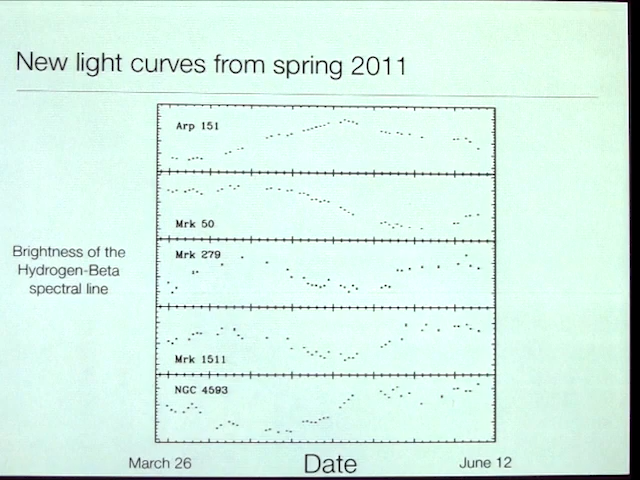 New light curves from spring 2011
Arp 151
Mrk 50
Brightness of the
Hydrogen-Beta
spectral line
Mrk 279
Mrk 1511
NGC 4593
March 26
Date
June 12